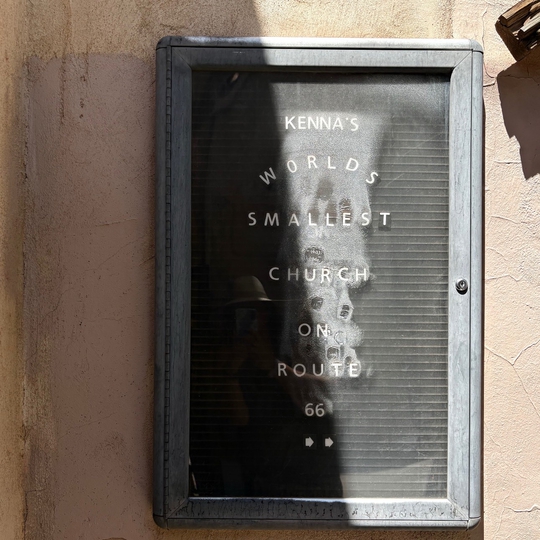 KENNA'S
WORLDS
SMALLEST
CHURCH
ON
ROUTE
66